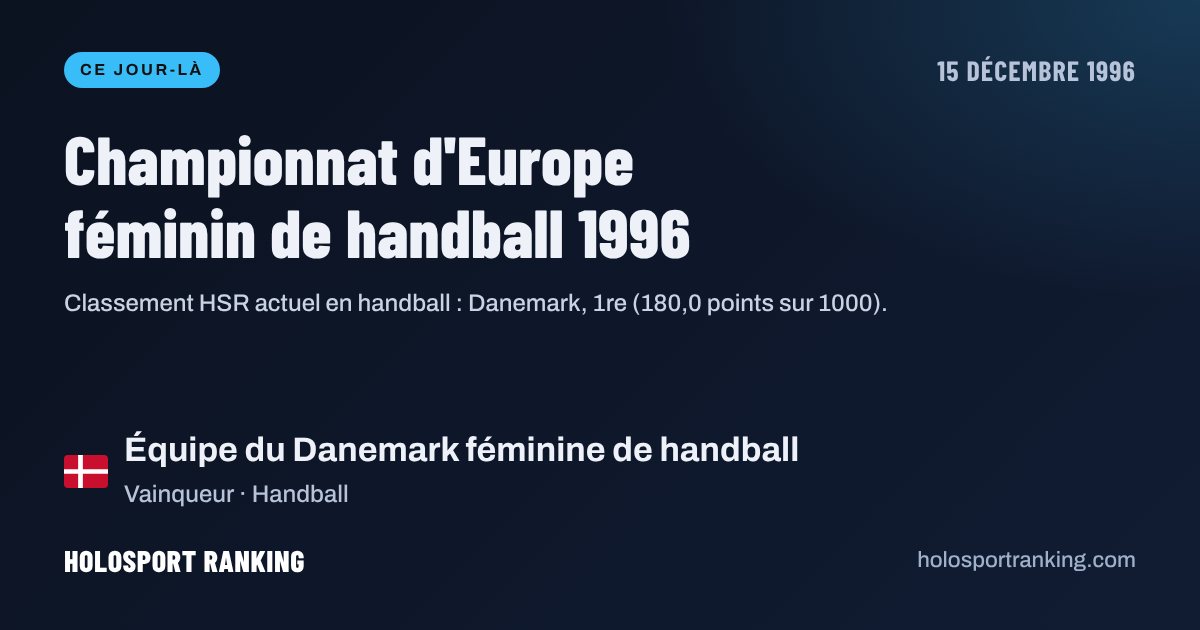 CE JOUR-LÀ
15 DÉCEMBRE 1996
Championnat d'Europe
féminin de handball 1996
Classement HSR actuel en handball : Danemark, 1re (180,0 points sur 1000).
Équipe du Danemark féminine de handball
Vainqueur · Handball
HOLOSPORT RANKING
holosportranking.com